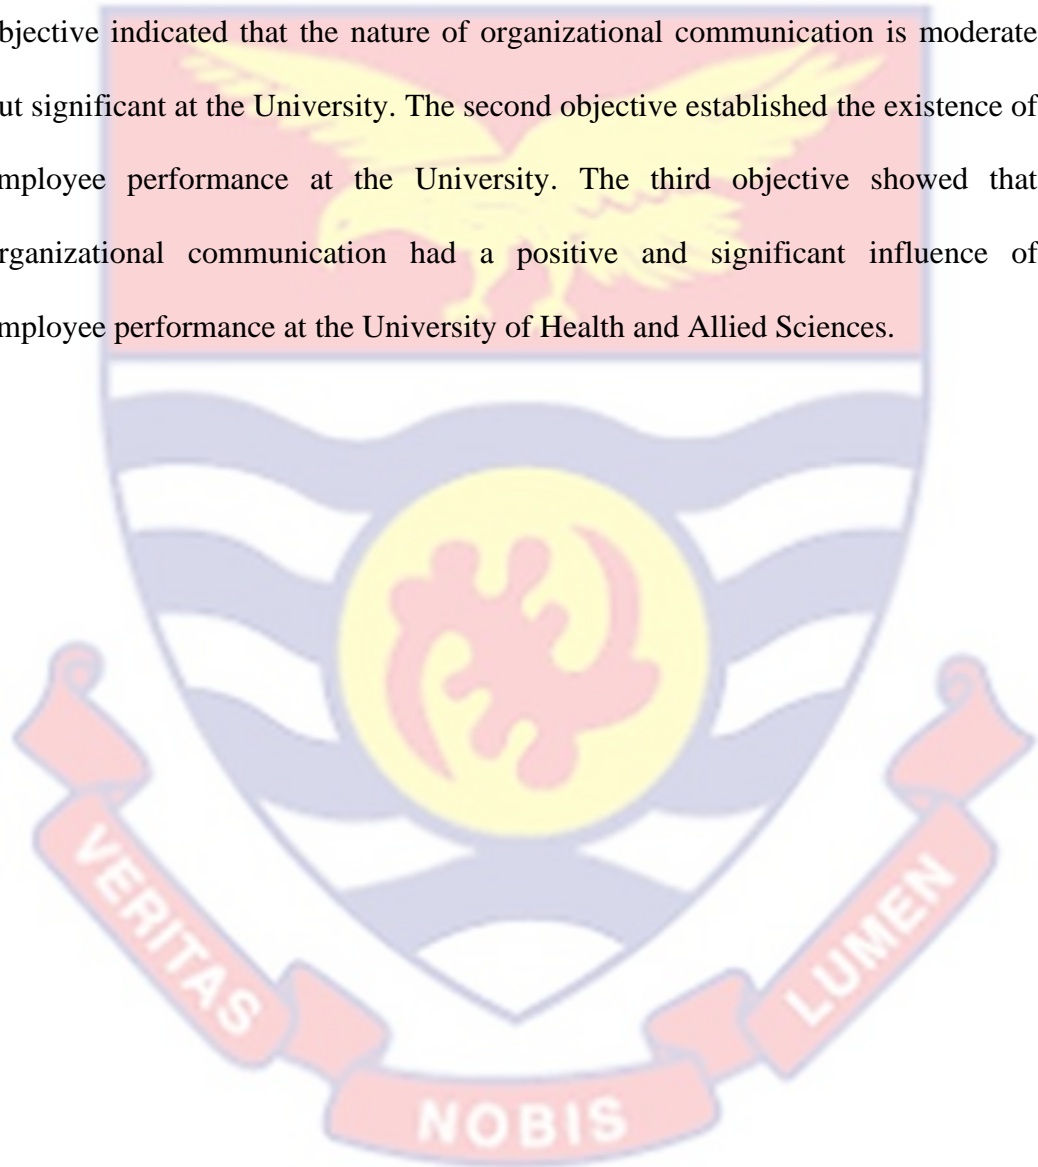 bjective indicated that the nature of organizational communication is moderate
ut significant at the University. The second objective established the existence of
mployee performance at the University. The third objective showed that
rganizational communication had a positive and significant influence of
mployee performance at the University of Health and Allied Sciences.
VERITAS
NOBIS
LUMEN